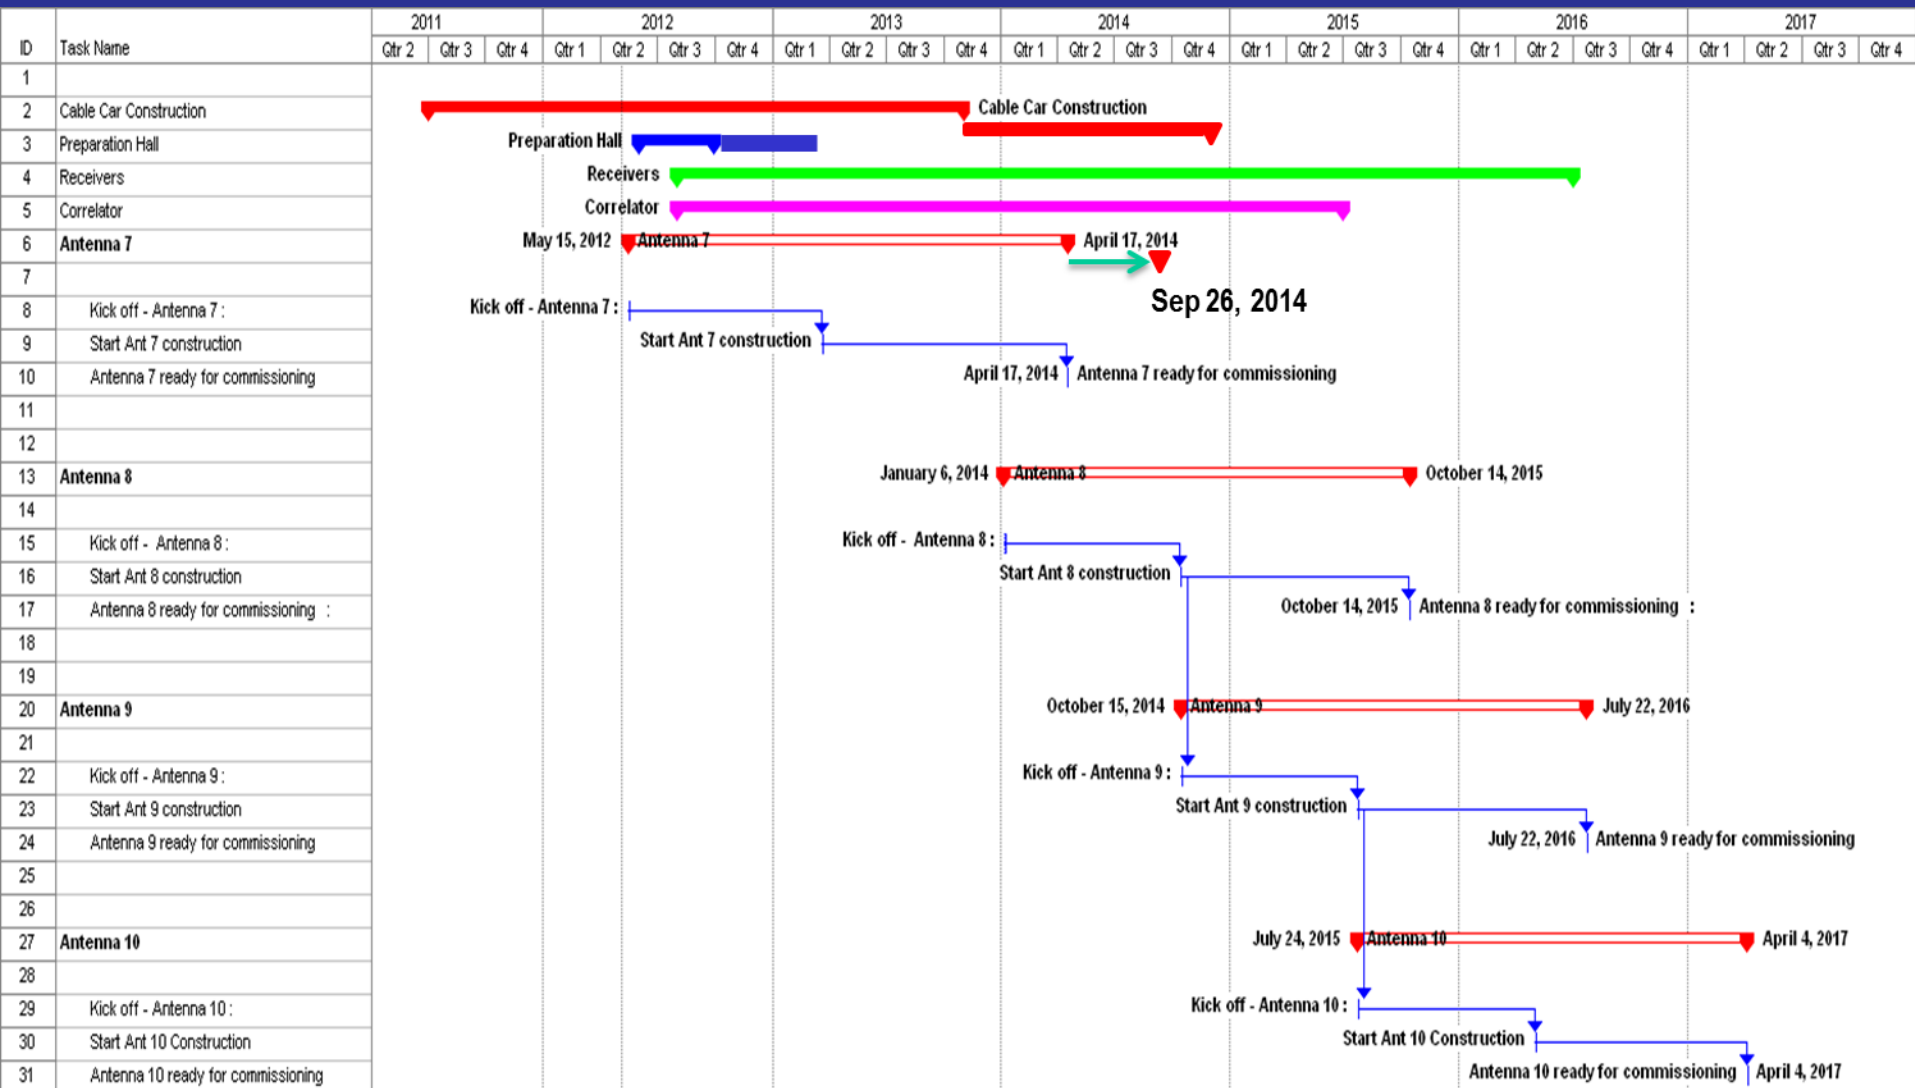 2011 2012 2013 2014 2015 2016 2017
ID Task Name Qtr 2 Qtr 3 Qtr 4 Qtr 1 Qtr 2 Qtr 3 Qtr 4 Qtr 1 Qtr 2 Qtr 3 Qtr 4 Qtr 1 Qtr 2 Qtr 3 Qtr 4 Qtr 1 Qtr 2 Qtr 3 Qtr 4 Qtr 1 Qtr 2 Qtr 3 Qtr 4 Qtr 1 Qtr 2 Qtr 3 Qtr 4
1
2 Cable Car Construction Cable Car Construction
3 Preparation Hall Preparation Hall
4 Receivers Receivers
5 Correlator Correlator
6 Antenna 7 May 15, 2012 Antenna 7 April 17, 2014
7
Sep 26, 2014
8 Kick off - Antenna 7 : Kick off - Antenna 7 :
9 Start Ant 7 construction Start Ant 7 construction
10 Antenna 7 ready for commissioning April 17, 2014 Antenna 7 ready for commissioning
11
12
13 Antenna 8 January 6, 2014 Antenna 8 October 14, 2015
14
15 Kick off - Antenna 8 : Kick off - Antenna 8 :
16 Start Ant 8 construction Start Ant 8 construction
17 Antenna 8 ready for commissioning : October 14, 2015 Antenna 8 ready for commissioning :
18
19
20 Antenna 9 October 15, 2014 Antenna 9 July 22, 2016
21
22 Kick off - Antenna 9 : Kick off - Antenna 9 :
23 Start Ant 9 construction Start Ant 9 construction
24 Antenna 9 ready for commissioning July 22, 2016 Antenna 9 ready for commissioning
25
26
27 Antenna 10 July 24, 2015 Antenna 10 April 4, 2017
28
29 Kick off - Antenna 10 : Kick off - Antenna 10 :
30 Start Ant 10 Construction Start Ant 10 Construction
31 Antenna 10 ready for commissioning Antenna 10 ready for commissioning April 4, 2017